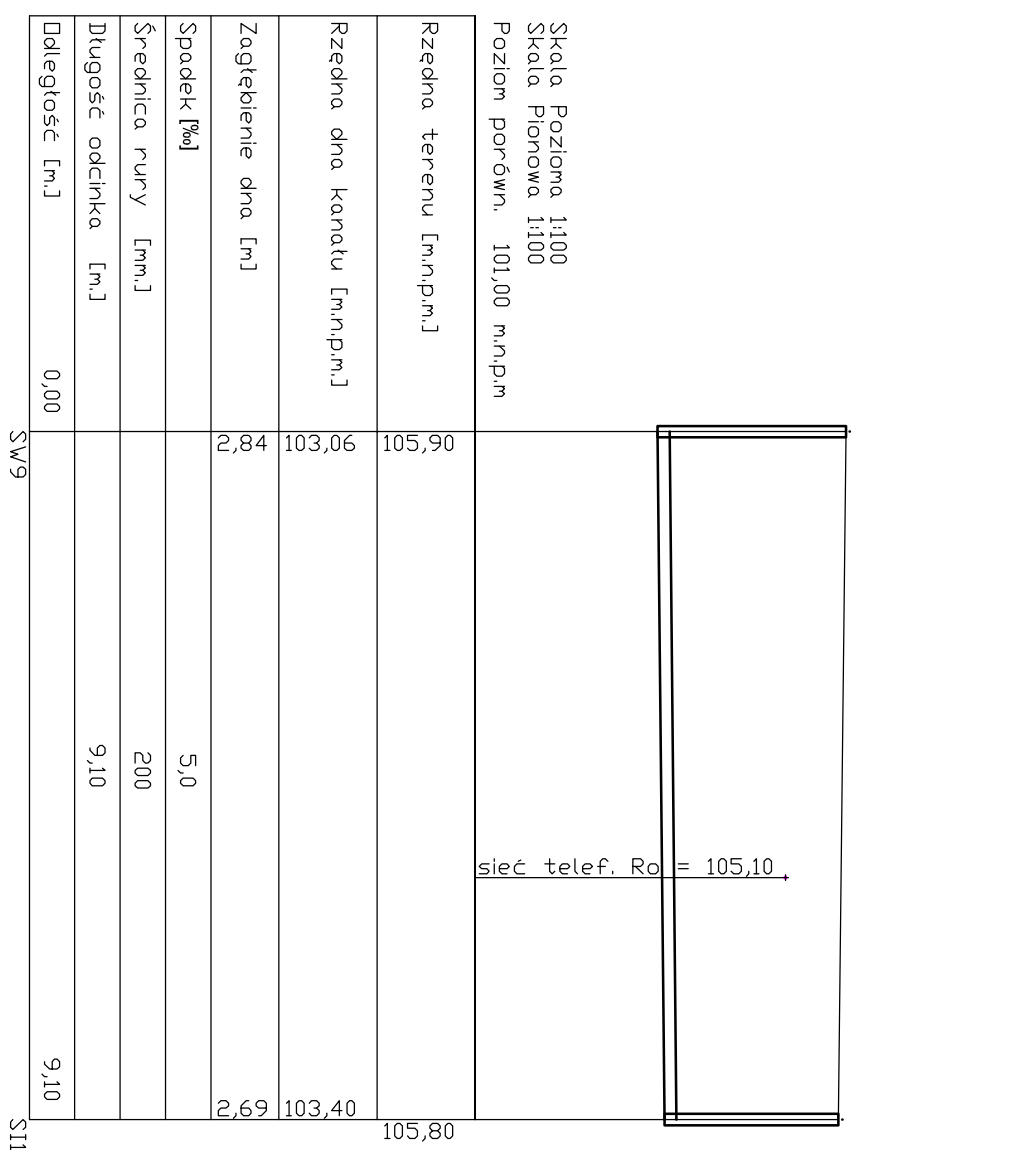 Skala Pozioma 1:100
Skala Pionowa 1:100
Poziom porówn. 101,00 m.n.p.m
Rzędna terenu [m.n.p.m.] 105,90 105,80
Rzędna dna kanału [m.n.p.m.] 103,06 103,40
Zagłębienie dna [m] 2,84 2,69
Spadek [‰] 5,0
Średnica rury [mm.] 200
Długość odcinka [m.] 9,10
Odległość [m.] 0,00 9,10
SW9 SI1
sieć telef. Ro = 105,10